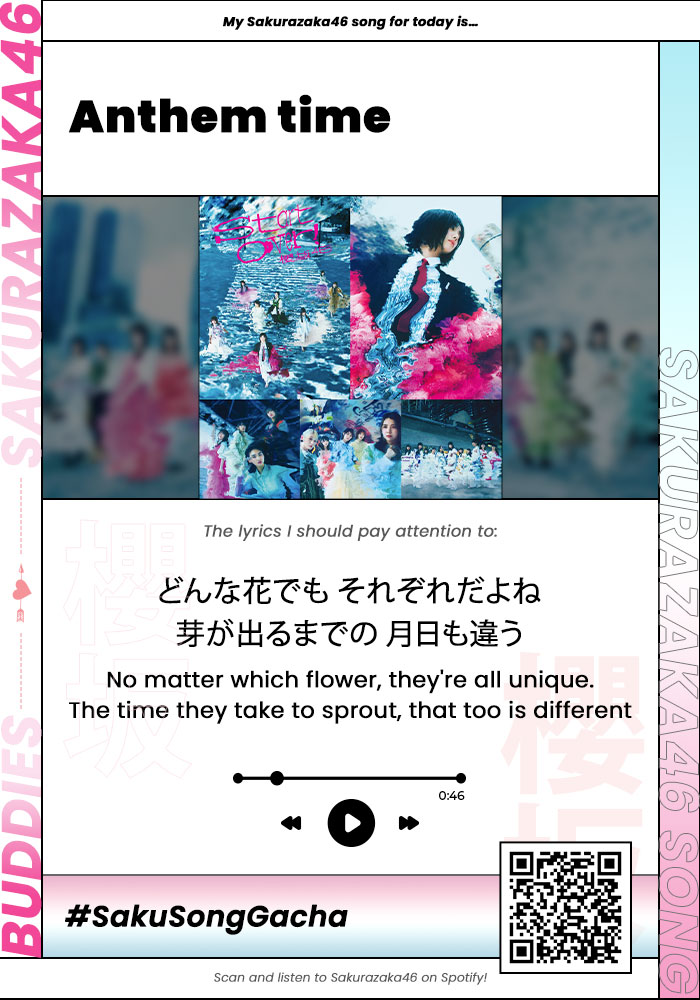 My Sakurazaka46 song for today is...
SAKURAZAKA46
Anthem time
Start
over!
The lyrics I should pay attention to:
どんな花でも それぞれだよね
芽が出るまでの 月日も違う
No matter which flower, they're all unique.
The time they take to sprout, that too is different
櫻坂
櫻坂
0:46
BUDDIES
SAKURAZAKA46 SONG
#SakuSongGacha
Scan and listen to Sakurazaka46 on Spotify!